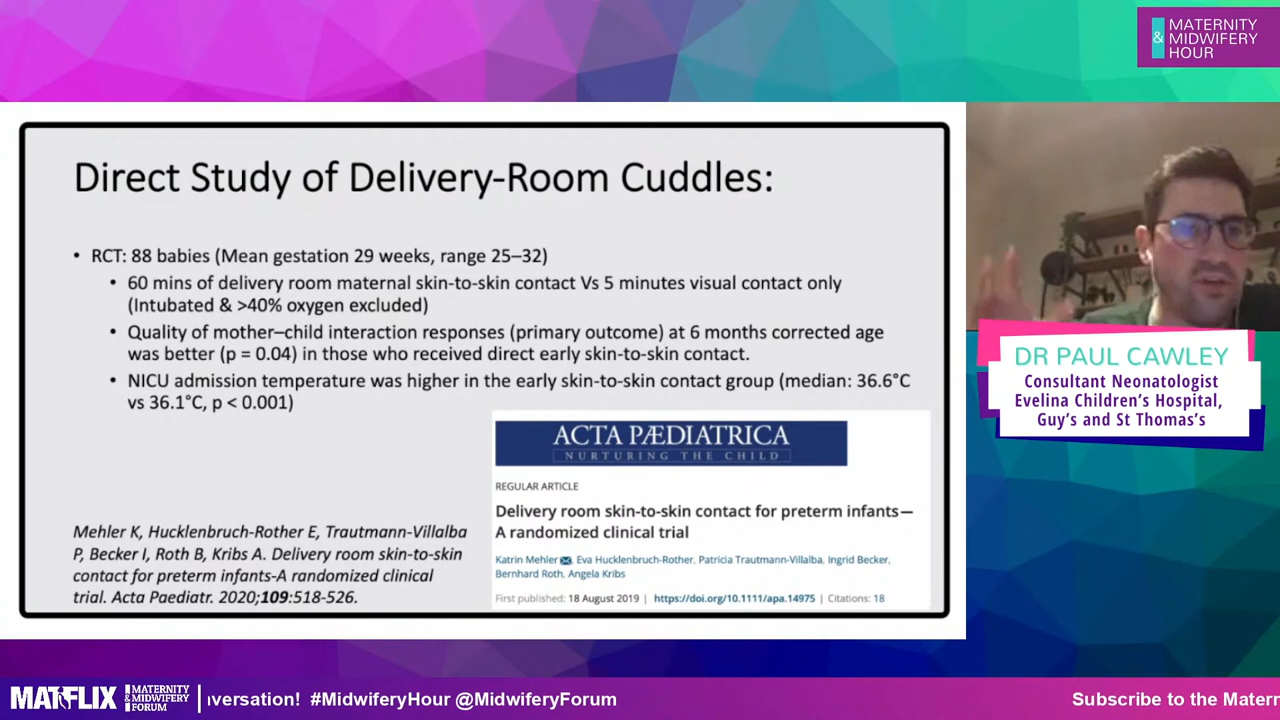 MATERNITY
& MIDWIFERY
HOUR
Direct Study of Delivery-Room Cuddles:
• RCT: 88 babies (Mean gestation 29 weeks, range 25–32)
• 60 mins of delivery room maternal skin-to-skin contact Vs 5 minutes visual contact only
(Intubated & >40% oxygen excluded)
• Quality of mother–child interaction responses (primary outcome) at 6 months corrected age
was better (p = 0.04) in those who received direct early skin-to-skin contact.
• NICU admission temperature was higher in the early skin-to-skin contact group (median: 36.6°C
vs 36.1°C, p < 0.001)
ACTA PÆDIATRICA
NURTURING THE CHILD
REGULAR ARTICLE
Delivery room skin-to-skin contact for preterm infants—
A randomized clinical trial
Katrin Mehler, Eva Hucklenbruch-Rother, Patricia Trautmann-Villalba, Ingrid Becker,
Bernhard Roth, Angela Kribs
First published: 18 August 2019 | https://doi.org/10.1111/apa.14975 | Citations: 18
Mehler K, Hucklenbruch-Rother E, Trautmann-Villalba
P, Becker I, Roth B, Kribs A. Delivery room skin-to-skin
contact for preterm infants-A randomized clinical
trial. Acta Paediatr. 2020;109:518-526.
DR PAUL CAWLEY
Consultant Neonatologist
Evelina Children's Hospital,
Guy's and St Thomas's
MATFLIX
MATERNITY
& MIDWIFERY
FORUM
nversation! #MidwiferyHour @MidwiferyForum
Subscribe to the Matern